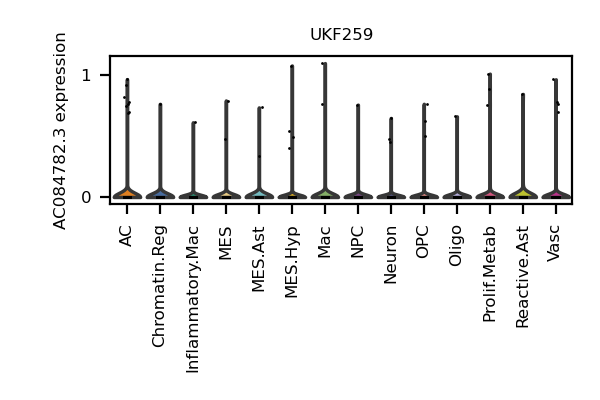 UKF259
AC084782.3 expression
1
0
AC
Chromatin.Reg
Inflammatory.Mac
MES
MES.Ast
MES.Hyp
Mac
NPC
Neuron
OPC
Oligo
Prolif.Metab
Reactive.Ast
Vasc